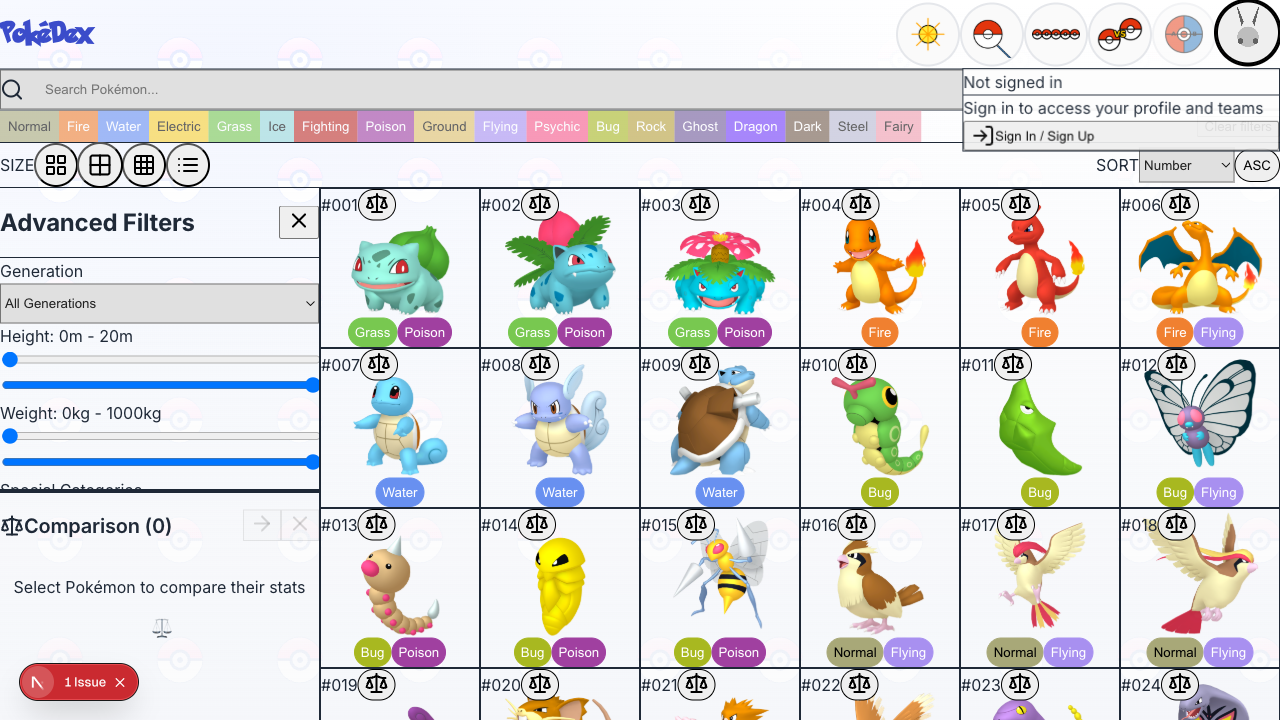 PokéDex
VS
Not signed in
Search Pokémon...
Sign in to access your profile and teams
Normal Fire Water Electric Grass Ice Fighting Poison Ground Flying Psychic Bug Rock Ghost Dragon Dark Steel Fairy Clear filters
Sign In / Sign Up
SIZE SORT Number ASC
Advanced Filters
Generation
All Generations
Height: 0m - 20m
Weight: 0kg - 1000kg
Special Categories
Comparison (0)
Select Pokémon to compare their stats
1 Issue
#001 #002 #003 #004 #005 #006
Grass Poison Grass Poison Grass Poison Fire Fire Fire Flying
#007 #008 #009 #010 #011 #012
Water Water Water Bug Bug Bug Flying
#013 #014 #015 #016 #017 #018
Bug Poison Bug Poison Bug Poison Normal Flying Normal Flying Normal Flying
#019 #020 #021 #022 #023 #024